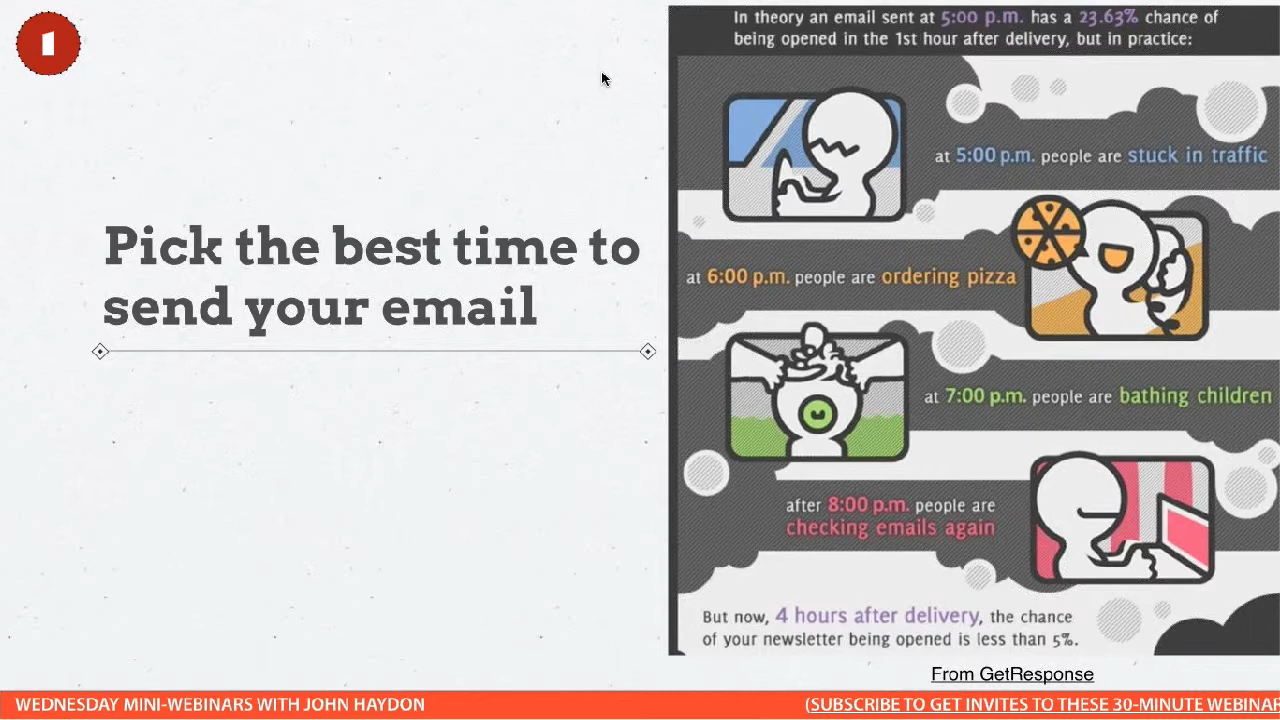 1
Pick the best time to
send your email
In theory an email sent at 5:00 p.m. has a 23.63% chance of
being opened in the 1st hour after delivery, but in practice:
at 5:00 p.m. people are stuck in traffic
at 6:00 p.m. people are ordering pizza
at 7:00 p.m. people are bathing children
after 8:00 p.m. people are
checking emails again
But now, 4 hours after delivery, the chance
of your newsletter being opened is less than 5%.
From GetResponse
WEDNESDAY MINI-WEBINARS WITH JOHN HAYDON
(SUBSCRIBE TO GET INVITES TO THESE 30-MINUTE WEBINAR